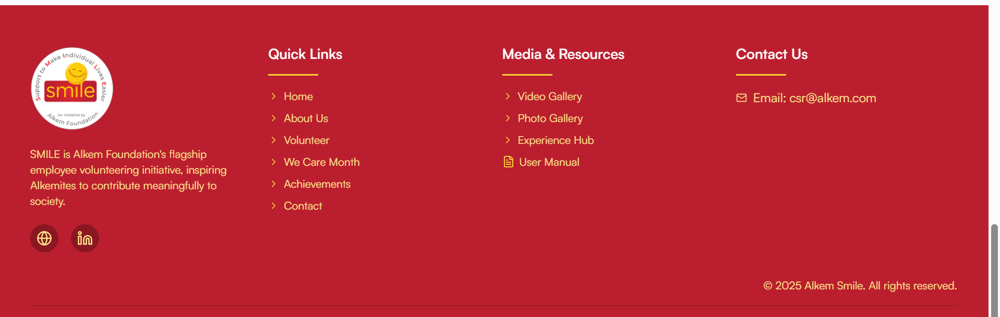 Support to Make Individual Lives Easier
smile
An Initiative by
Alkem Foundation
SMILE is Alkem Foundation's flagship
employee volunteering initiative, inspiring
Alkemites to contribute meaningfully to
society.
Quick Links
Home
About Us
Volunteer
We Care Month
Achievements
Contact
Media & Resources
Video Gallery
Photo Gallery
Experience Hub
User Manual
Contact Us
Email: csr@alkem.com
© 2025 Alkem Smile. All rights reserved.